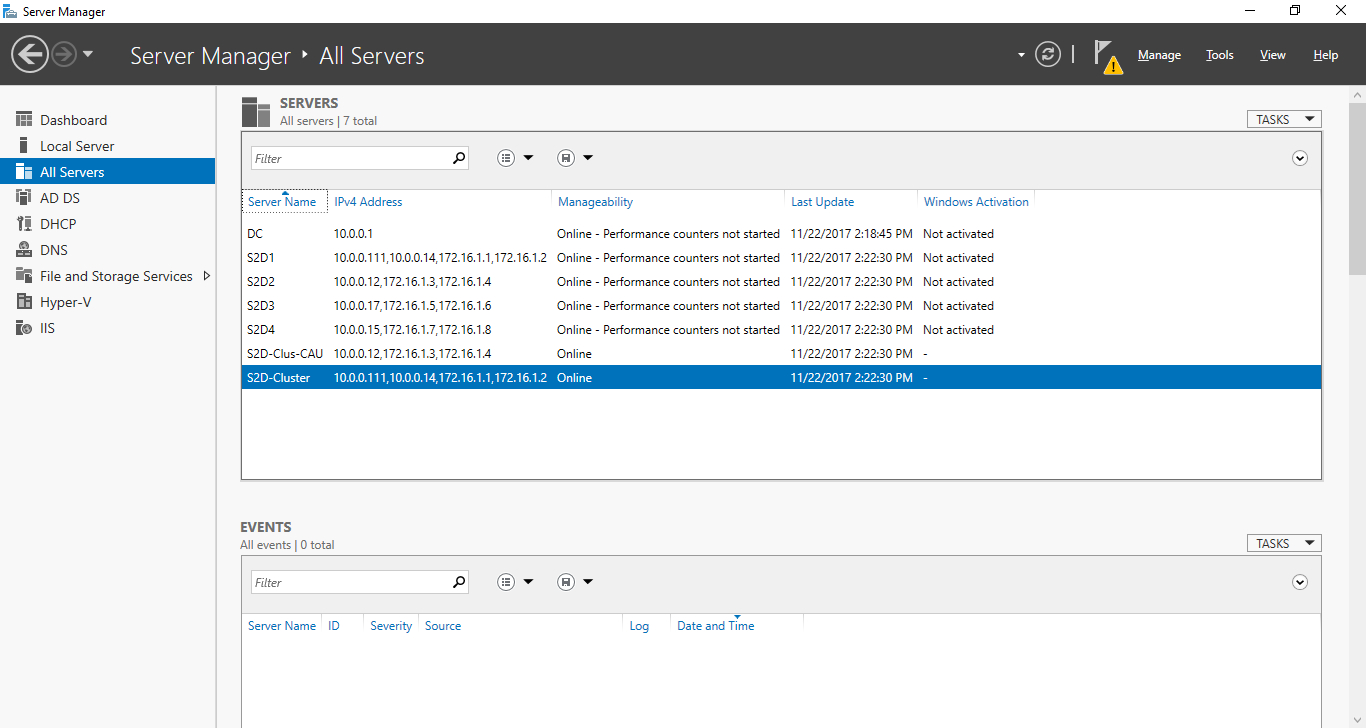 Server Manager
Server Manager ‣ All Servers
Manage Tools View Help
Dashboard
Local Server
All Servers
AD DS
DHCP
DNS
File and Storage Services
Hyper-V
IIS
SERVERS
All servers | 7 total
TASKS
Filter
Server Name IPv4 Address Manageability Last Update Windows Activation
DC 10.0.0.1 Online - Performance counters not started 11/22/2017 2:18:45 PM Not activated
S2D1 10.0.0.111,10.0.0.14,172.16.1.1,172.16.1.2 Online - Performance counters not started 11/22/2017 2:22:30 PM Not activated
S2D2 10.0.0.12,172.16.1.3,172.16.1.4 Online - Performance counters not started 11/22/2017 2:22:30 PM Not activated
S2D3 10.0.0.17,172.16.1.5,172.16.1.6 Online - Performance counters not started 11/22/2017 2:22:30 PM Not activated
S2D4 10.0.0.15,172.16.1.7,172.16.1.8 Online - Performance counters not started 11/22/2017 2:22:30 PM Not activated
S2D-Clus-CAU 10.0.0.12,172.16.1.3,172.16.1.4 Online 11/22/2017 2:22:30 PM -
S2D-Cluster 10.0.0.111,10.0.0.14,172.16.1.1,172.16.1.2 Online 11/22/2017 2:22:30 PM -
EVENTS
All events | 0 total
TASKS
Filter
Server Name ID Severity Source Log Date and Time